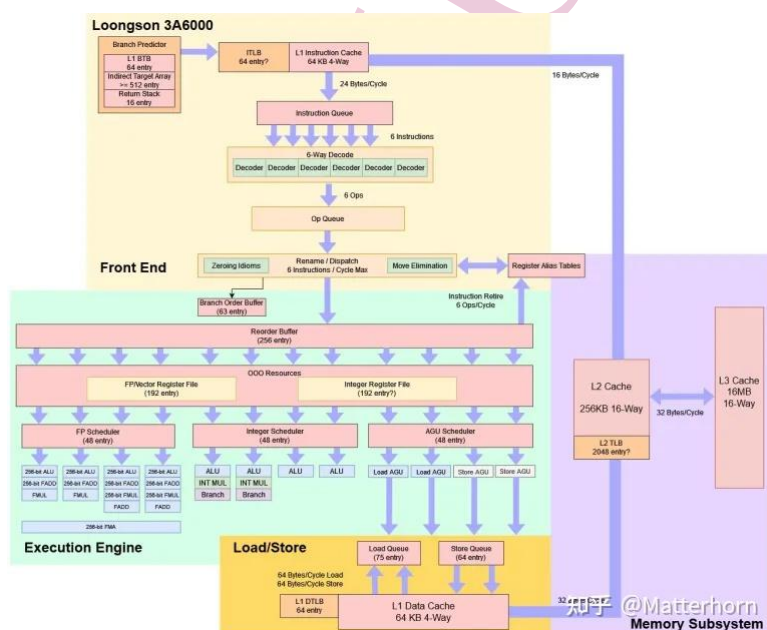 Loongson 3A6000
Branch Predictor
L1 BTB
64 entry
Indirect Target Array
>= 512 entry
Return Stack
16 entry
ITLB
64 entry?
L1 Instruction Cache
64 KB 4-Way
16 Bytes/Cycle
24 Bytes/Cycle
Instruction Queue
6 Instructions
6-Way Decode
Decoder Decoder Decoder Decoder Decoder Decoder
6 Ops
Op Queue
Front End
Zeroing Idioms
Rename / Dispatch
6 Instructions / Cycle Max
Move Elimination
Register Alias Tables
Branch Order Buffer
(63 entry)
Instruction Retire
6 Ops/Cycle
Reorder Buffer
(256 entry)
OOO Resources
FP/Vector Register File
(192 entry)
Integer Register File
(192 entry?)
FP Scheduler
(48 entry)
Integer Scheduler
(48 entry)
AGU Scheduler
(48 entry)
256-bit ALU 256-bit ALU 256-bit ALU 256-bit ALU
256-bit FADD 256-bit FADD 256-bit FADD 256-bit FADD
FMUL FMUL 256-bit FMUL 256-bit FMUL
FADD FADD
256-bit FMA
ALU ALU ALU ALU
INT MUL INT MUL
Branch Branch
Load AGU Load AGU Store AGU Store AGU
Execution Engine
Load/Store
Load Queue
(75 entry)
Store Queue
(64 entry)
64 Bytes/Cycle Load
64 Bytes/Cycle Store
L1 DTLB
64 entry
L1 Data Cache
64 KB 4-Way
L2 Cache
256KB 16-Way
L2 TLB
2048 entry?
32 Bytes/Cycle
L3 Cache
16MB
16-Way
32
知乎 @Matterhorn
Memory Subsystem